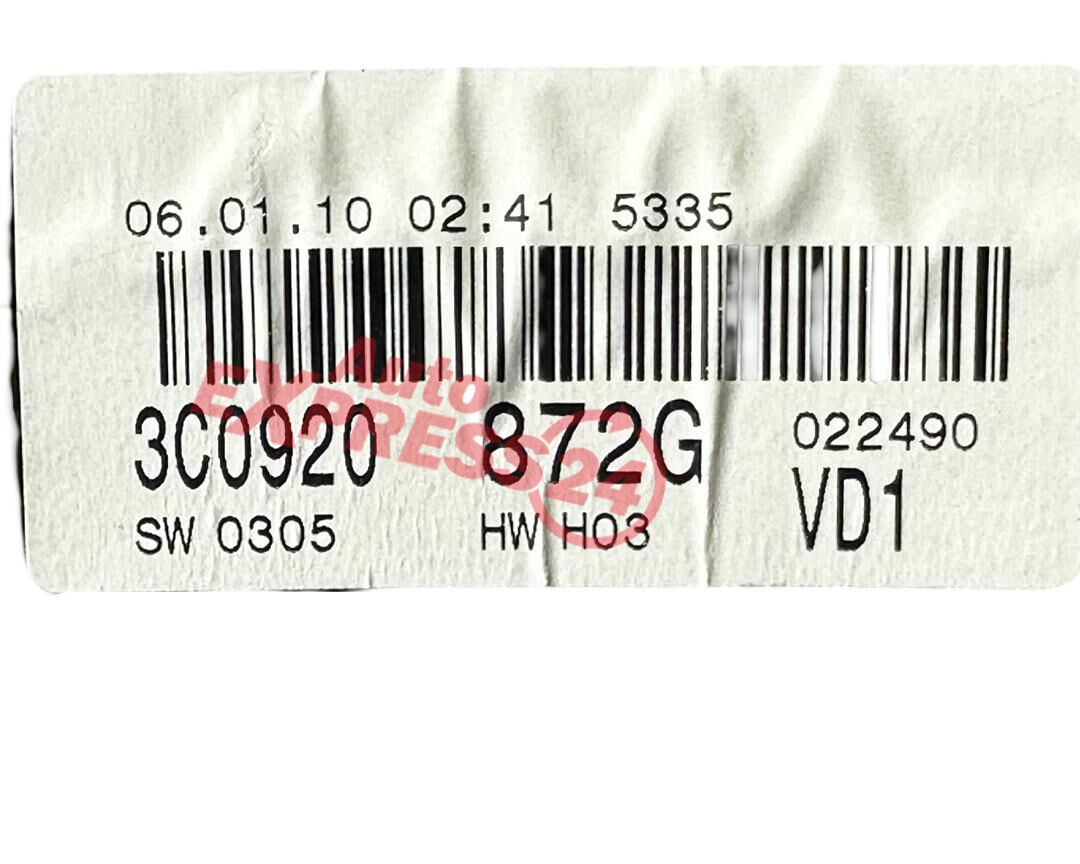 06.01.10 02:41 5335
Auto
EXPRESS24
3C0920 872G 022490
SW 0305 HW H03 VD1